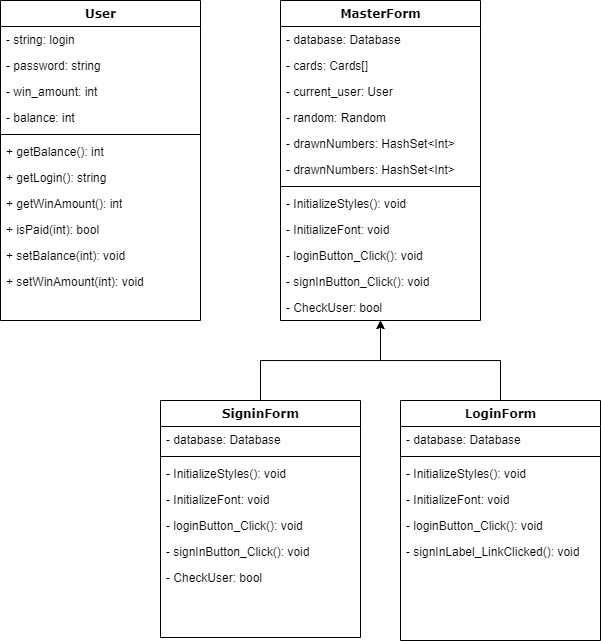 User
- string: login
- password: string
- win_amount: int
- balance: int
+ getBalance(): int
+ getLogin(): string
+ getWinAmount(): int
+ isPaid(int): bool
+ setBalance(int): void
+ setWinAmount(int): void
MasterForm
- database: Database
- cards: Cards[]
- current_user: User
- random: Random
- drawnNumbers: HashSet<Int>
- drawnNumbers: HashSet<Int>
- InitializeStyles(): void
- InitializeFont: void
- loginButton_Click(): void
- signInButton_Click(): void
- CheckUser: bool
SigninForm
- database: Database
- InitializeStyles(): void
- InitializeFont: void
- loginButton_Click(): void
- signInButton_Click(): void
- CheckUser: bool
LoginForm
- database: Database
- InitializeStyles(): void
- InitializeFont: void
- loginButton_Click(): void
- signInLabel_LinkClicked(): void